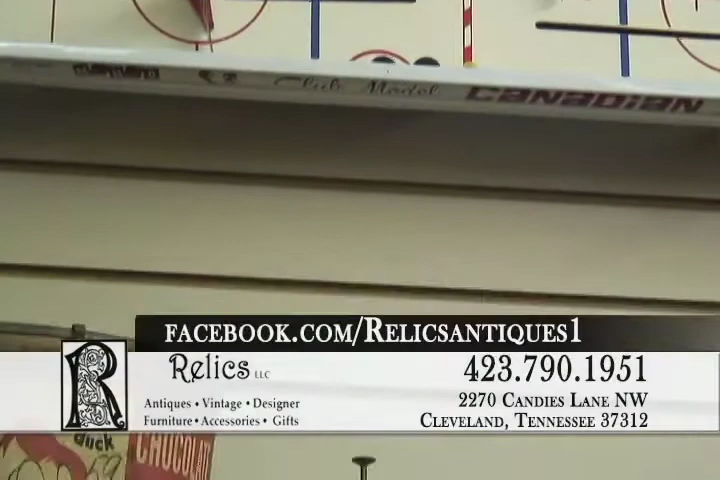 Club Model CANADIAN
FACEBOOK.COM/RELICSANTIQUES1
R
Relics LLC
423.790.1951
Antiques • Vintage • Designer
Furniture • Accessories • Gifts
2270 CANDIES LANE NW
CLEVELAND, TENNESSEE 37312
duck
CHOCOLAT